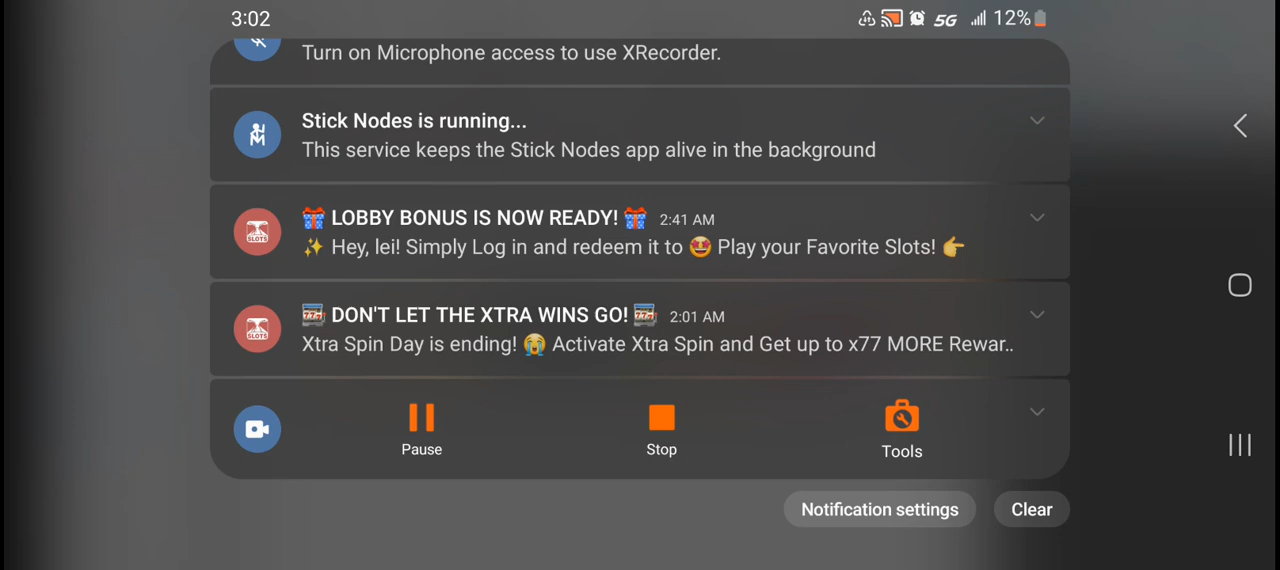 3:02 5G 12%
Turn on Microphone access to use XRecorder.
Stick Nodes is running...
This service keeps the Stick Nodes app alive in the background
🎁 LOBBY BONUS IS NOW READY! 🎁 2:41 AM
✨ Hey, lei! Simply Log in and redeem it to 🤩 Play your Favorite Slots! 👉
SLOTS
🎰 DON'T LET THE XTRA WINS GO! 🎰 2:01 AM
Xtra Spin Day is ending! 😭 Activate Xtra Spin and Get up to x77 MORE Rewar..
SLOTS
Pause Stop Tools
Notification settings Clear